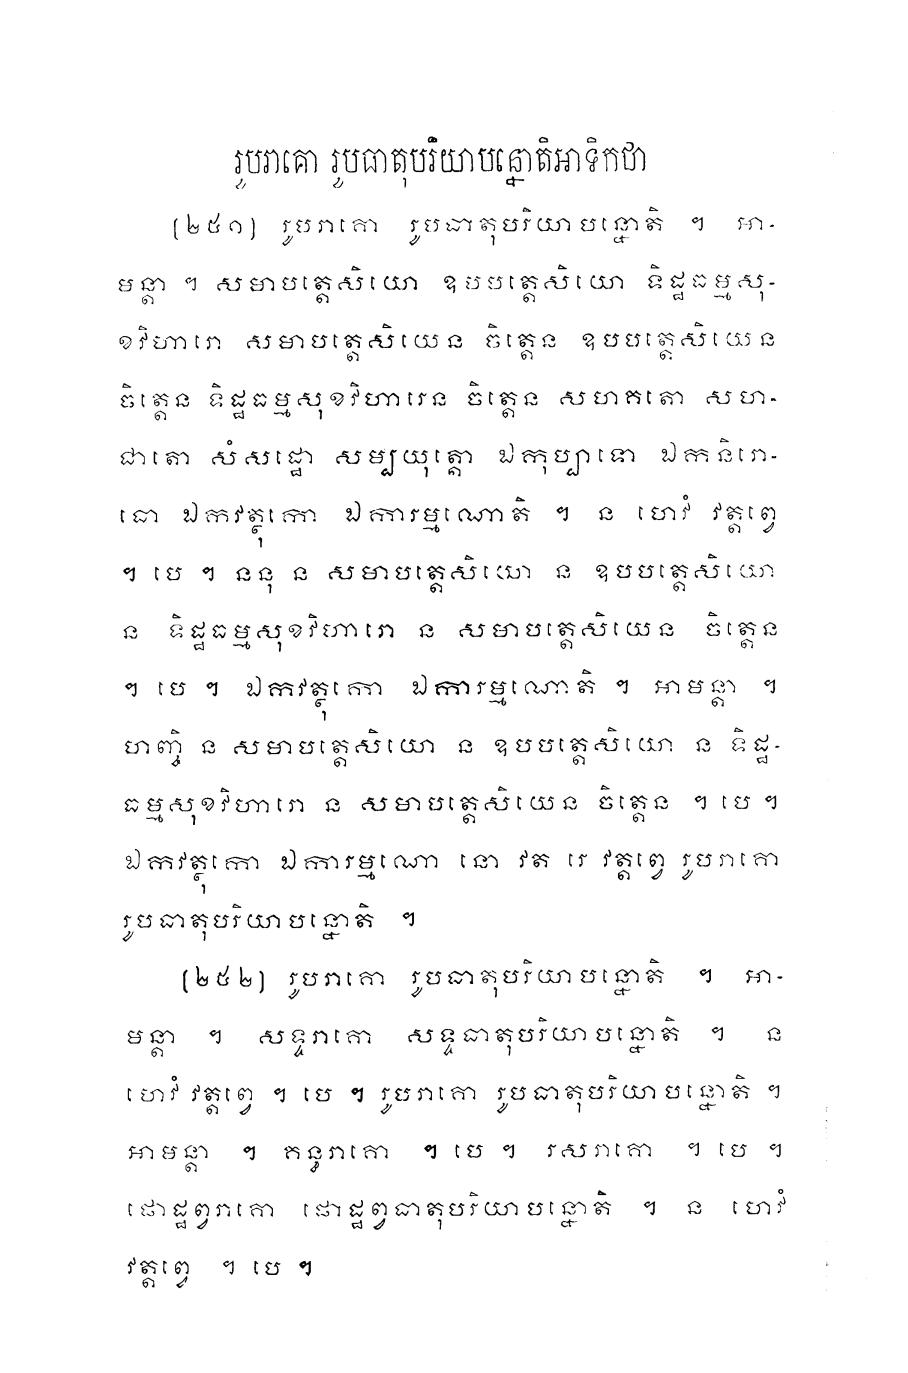 រូបរាគោ រូបធាតុបរិយាបន្នោតិអាទិកថា
(២៥១) រូបរាគោ រូបធាតុបរិយាបន្នោតិ ។ អា-
មន្តា ។ សមាបត្តេសិយោ ឧបបត្តេសិយោ ទិដ្ឋធម្មសុ-
ខវិហារោ សមាបត្តេសិយេន ចិត្តេន ឧបបត្តេសិយេន
ចិត្តេន ទិដ្ឋធម្មសុខវិហារេន ចិត្តេន សហគតោ សហ-
ជាតោ សំសដ្ឋោ សម្បយុត្តោ ឯកុប្បាទោ ឯកនិរោ-
ធោ ឯកវត្ថុកោ ឯការម្មណោតិ ។ ន ហេវំ វត្តព្វេ
។ បេ ។ ននុ ន សមាបត្តេសិយោ ន ឧបបត្តេសិយោ
ន ទិដ្ឋធម្មសុខវិហារោ ន សមាបត្តេសិយេន ចិត្តេន
។ បេ ។ ឯកវត្ថុកោ ឯការម្មណោតិ ។ អាមន្តា ។
ហញ្ចិ ន សមាបត្តេសិយោ ន ឧបបត្តេសិយោ ន ទិដ្ឋ-
ធម្មសុខវិហារោ ន សមាបត្តេសិយេន ចិត្តេន ។ បេ ។
ឯកវត្ថុកោ ឯការម្មណោ នោ វត រេ វត្តព្វេ រូបរាគោ
រូបធាតុបរិយាបន្នោតិ ។
(២៥២) រូបរាគោ រូបធាតុបរិយាបន្នោតិ ។ អា-
មន្តា ។ សទ្ទរាគោ សទ្ទធាតុបរិយាបន្នោតិ ។ ន
ហេវំ វត្តព្វេ ។ បេ ។ រូបរាគោ រូបធាតុបរិយាបន្នោតិ ។
អាមន្តា ។ គន្ធរាគោ ។ បេ ។ រសរាគោ ។ បេ ។
ផោដ្ឋព្វរាគោ ផោដ្ឋព្វធាតុបរិយាបន្នោតិ ។ ន ហេវំ
វត្តព្វេ ។ បេ ។